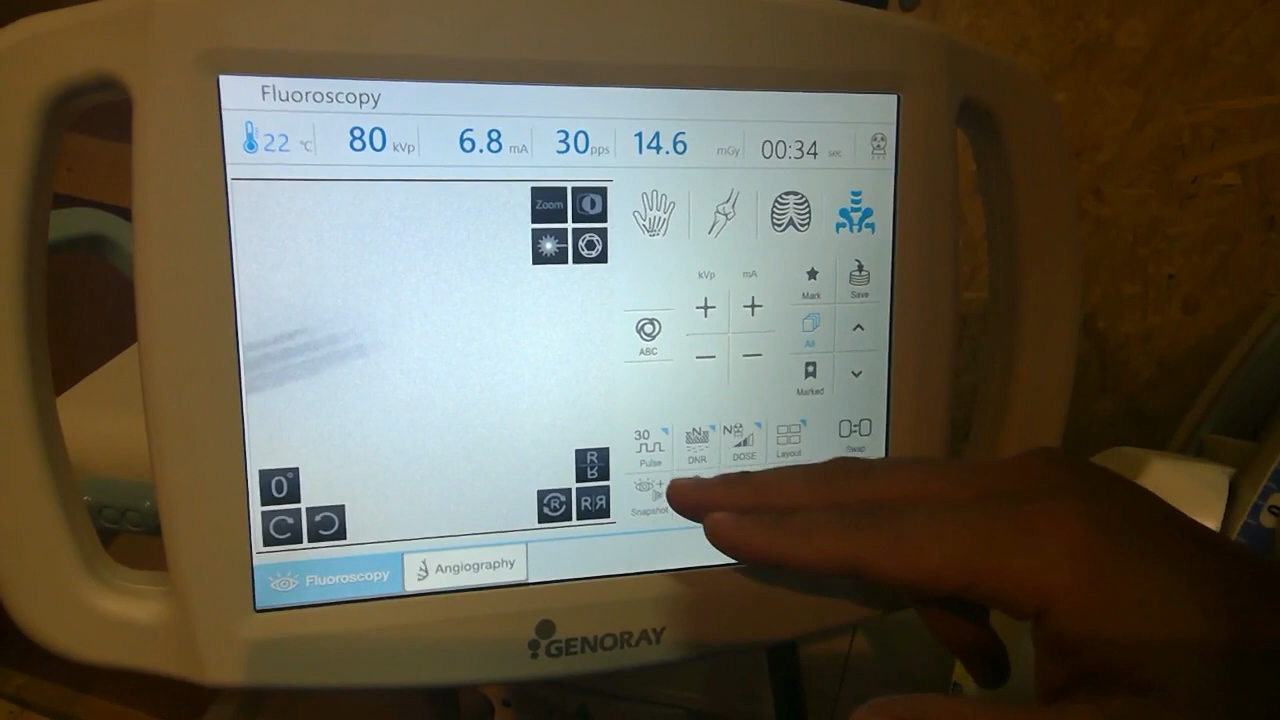 Fluoroscopy
22 °C 80 kVp 6.8 mA 30 pps 14.6 mGy 00:34 sec
Zoom
kVp mA
Mark Save
ABC
All
Marked
30 N N
Pulse DNR DOSE Layout Swap
Snapshot
0°
R
R
R R|Я
Fluoroscopy Angiography
GENORAY